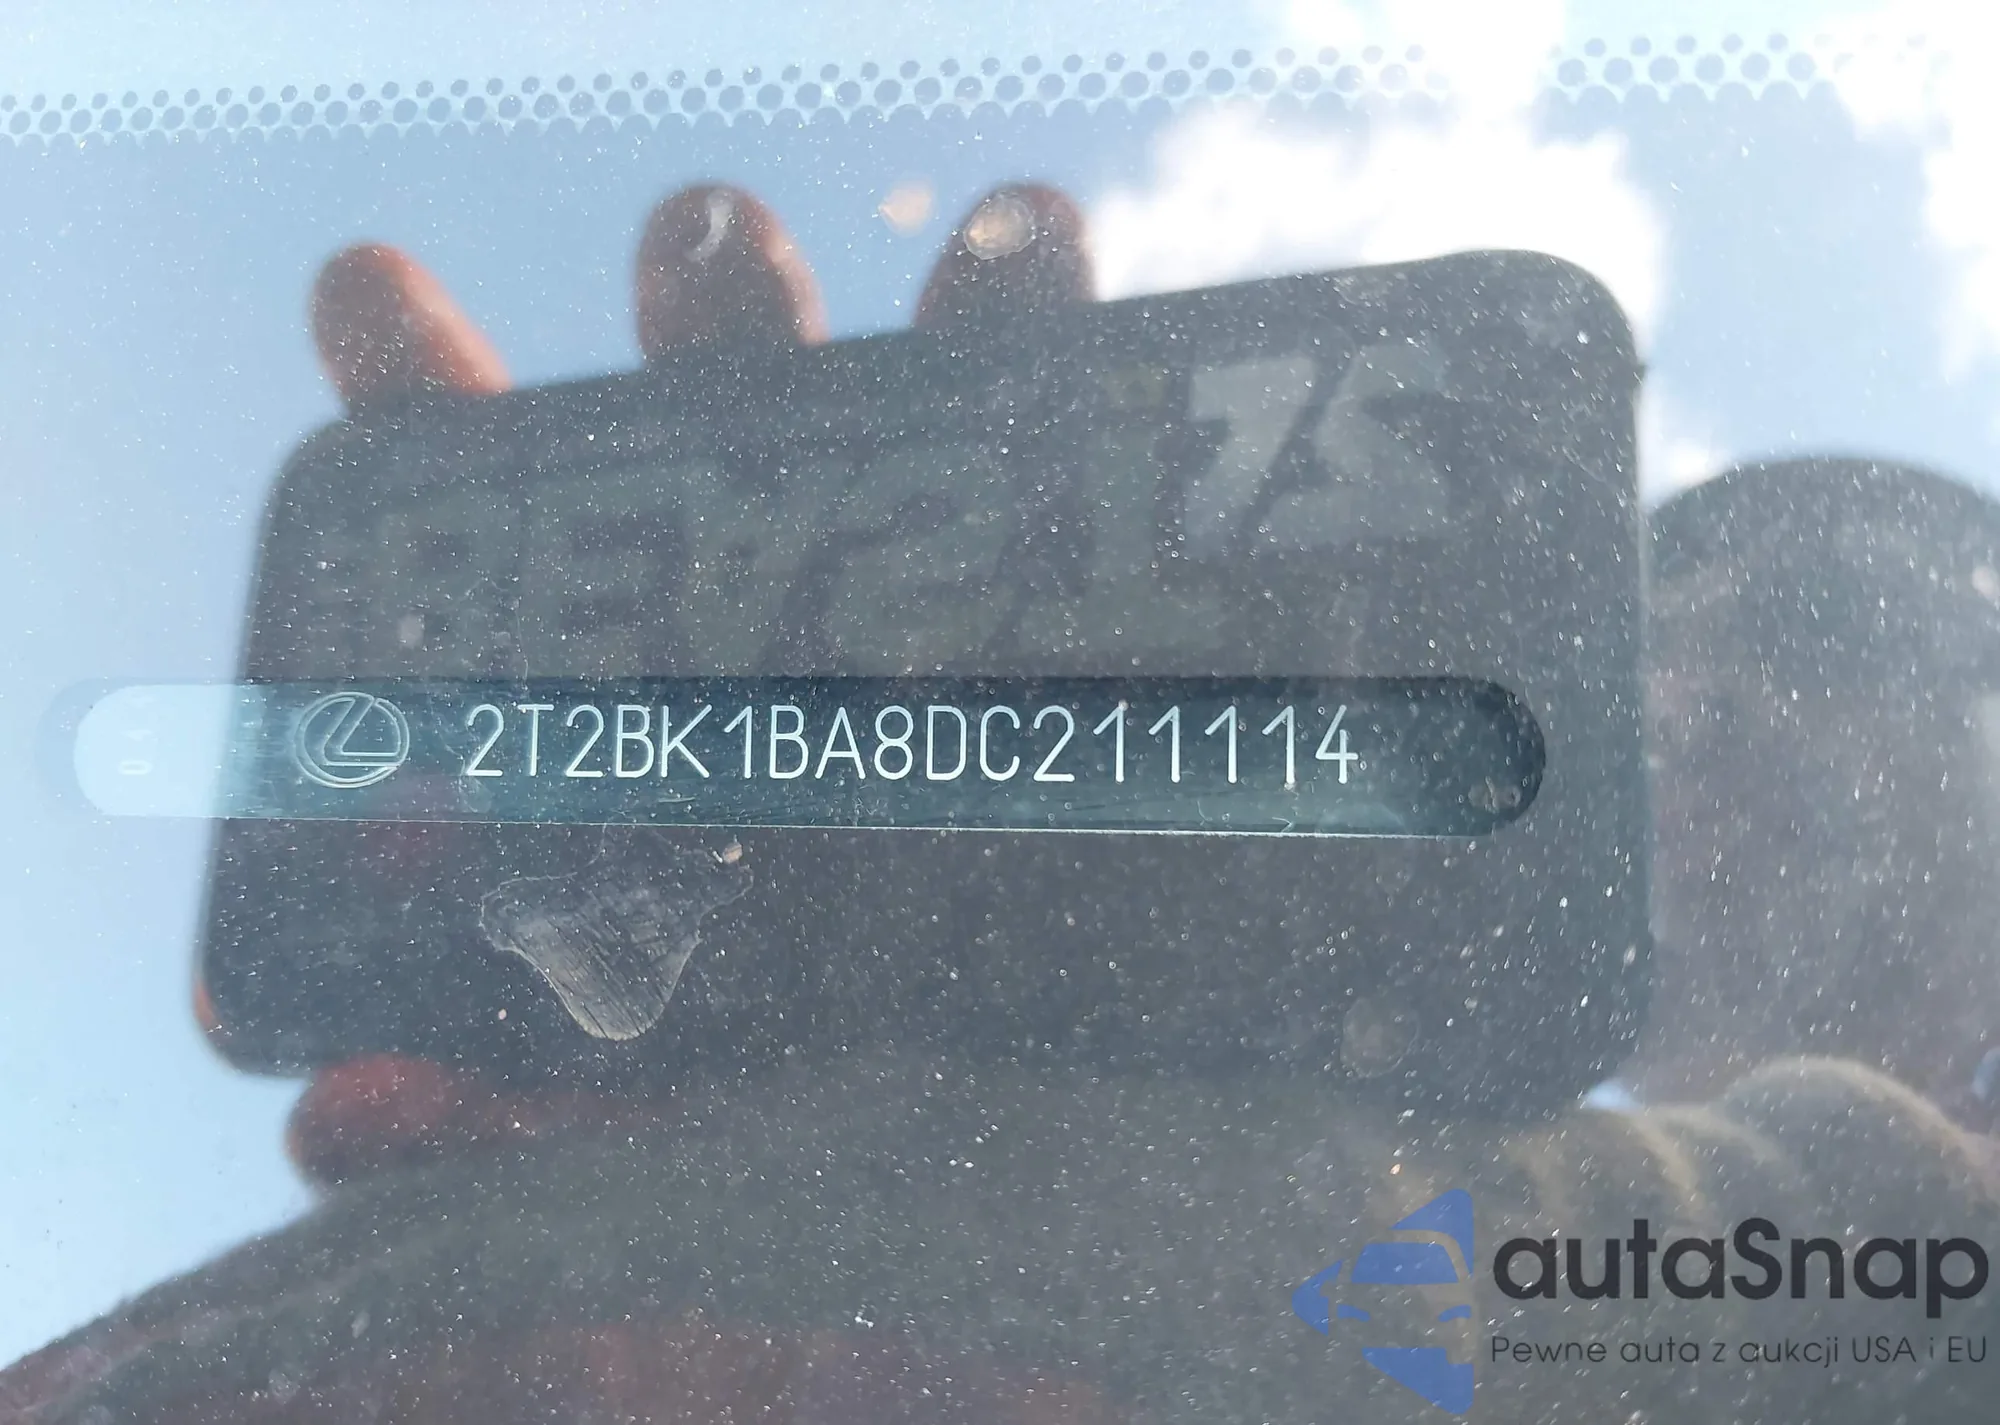 2T2BK1BA8DC211114
autaSnap
Pewne auta z aukcji USA i EU